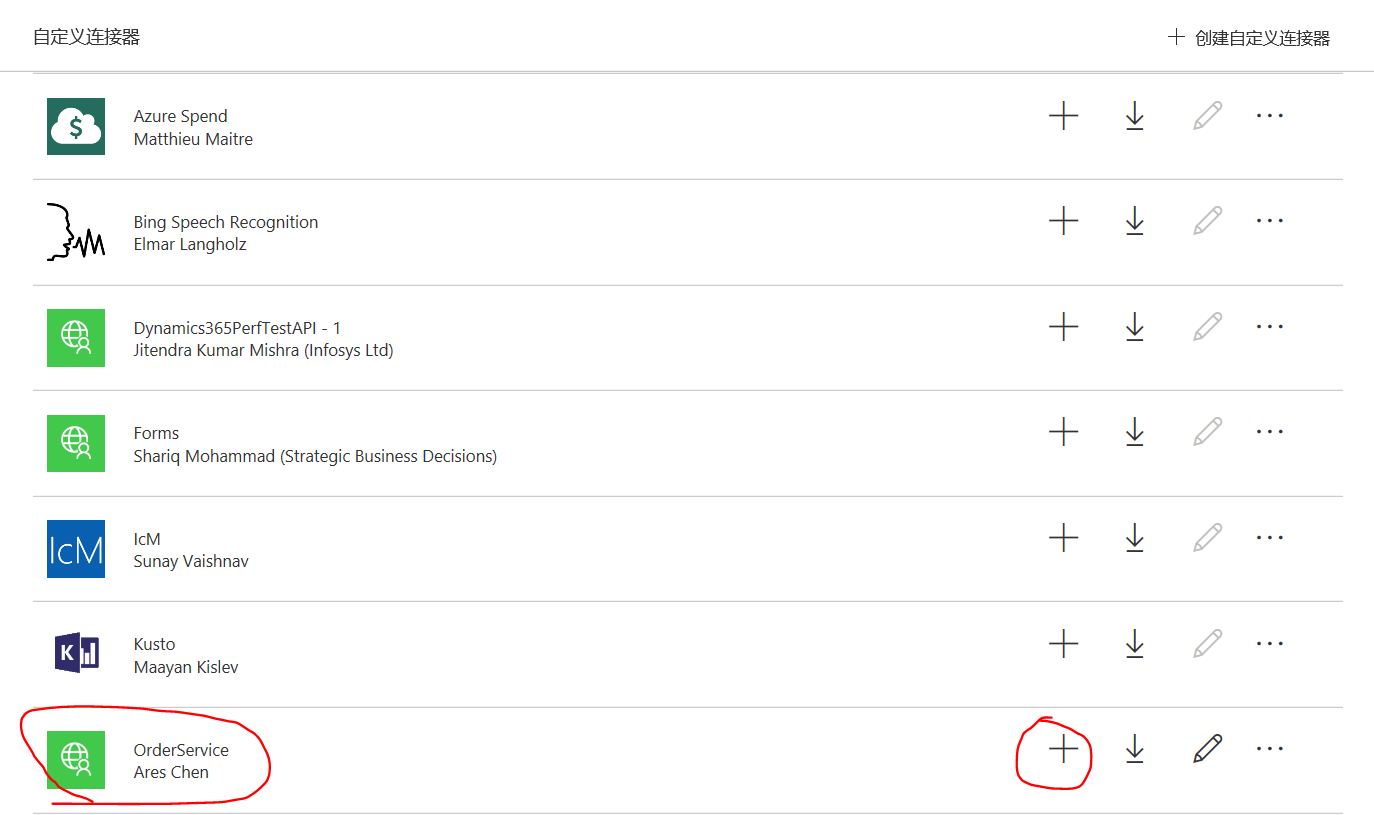 自定义连接器
创建自定义连接器
$
Azure Spend
Matthieu Maitre
Bing Speech Recognition
Elmar Langholz
Dynamics365PerfTestAPI - 1
Jitendra Kumar Mishra (Infosys Ltd)
Forms
Shariq Mohammad (Strategic Business Decisions)
IcM
IcM
Sunay Vaishnav
K
Kusto
Maayan Kislev
OrderService
Ares Chen